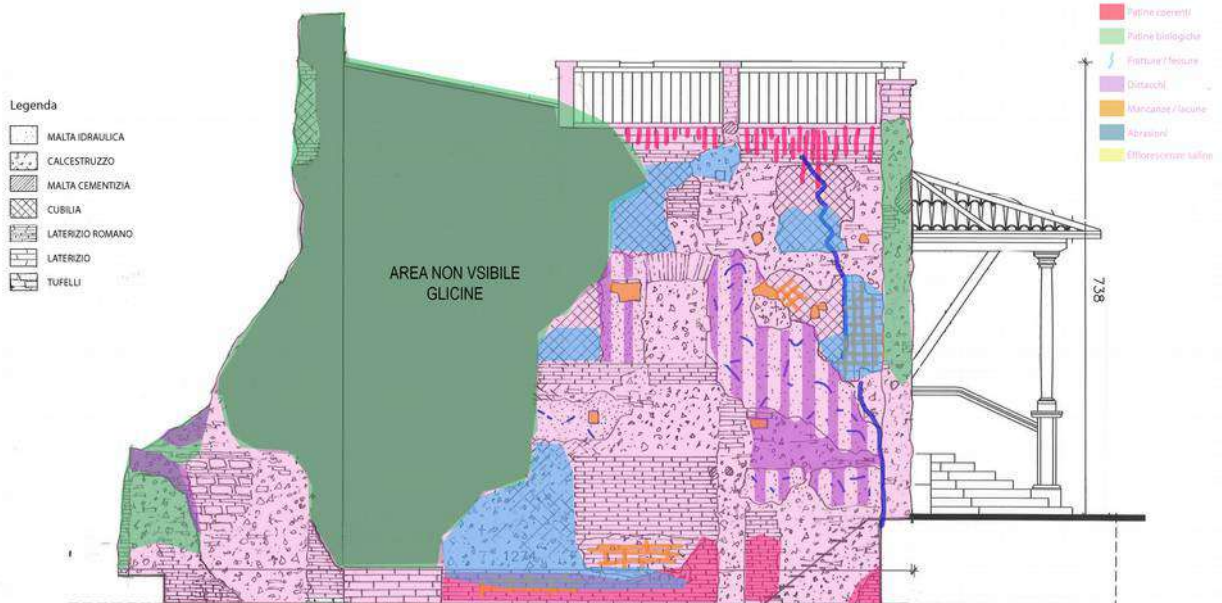 Legenda
MALTA IDRAULICA
CALCESTRUZZO
MALTA CEMENTIZIA
CUBILIA
LATERIZIO ROMANO
LATERIZIO
TUFELLI
AREA NON VSIBILE
GLICINE
Patine coerenti
Patine biologiche
Fratture / fessure
Distacchi
Mancanze / lacune
Abrasioni
Efflorescenze saline
738
1274